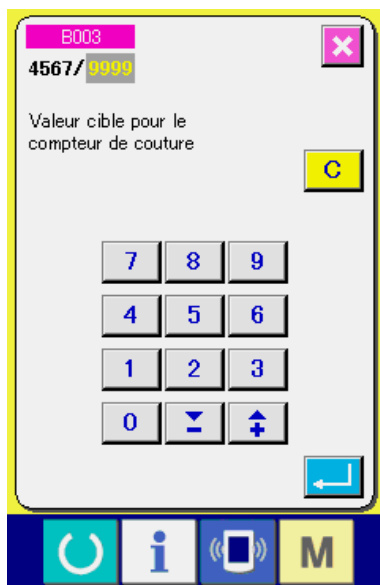 B003
4567/9999
Valeur cible pour le
compteur de couture
C
7 8 9
4 5 6
1 2 3
0 − +
i M